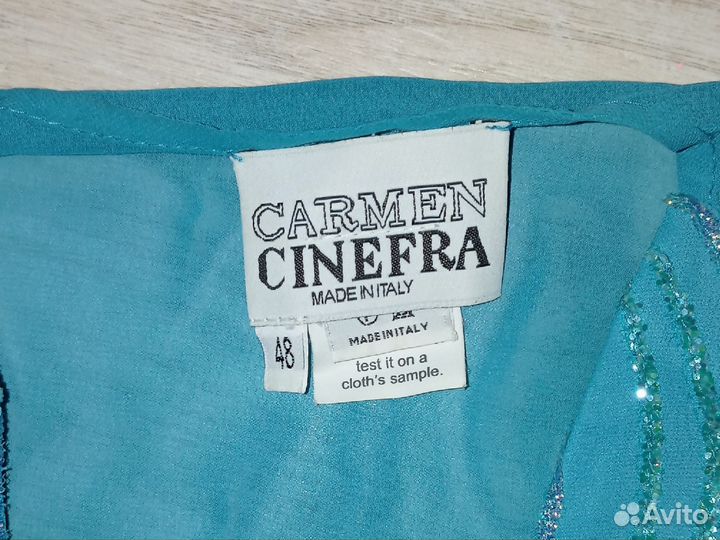 CARMEN
CINEFRA
MADE IN ITALY
48
MADE IN ITALY
test it on a
cloth's sample.
Avito